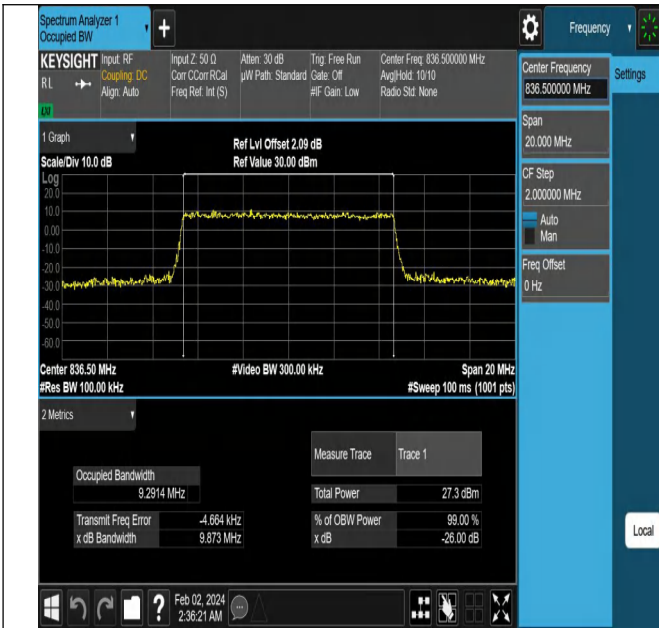 Spectrum Analyzer 1
Occupied BW
+
Frequency
KEYSIGHT
R L
LXI
Input: RF
Coupling: DC
Align: Auto
Input Z: 50 Ω
Corr CCorr RCal
Freq Ref: Int (S)
Atten: 30 dB
µW Path: Standard
Trig: Free Run
Gate: Off
#IF Gain: Low
Center Freq: 836.500000 MHz
Avg|Hold: 10/10
Radio Std: None
Center Frequency
836.500000 MHz
Settings
Span
20.000 MHz
CF Step
2.000000 MHz
Auto
Man
Freq Offset
0 Hz
Local
1 Graph
Scale/Div 10.0 dB
Ref Lvl Offset 2.09 dB
Ref Value 30.00 dBm
Log
20.0
10.0
0.00
-10.0
-20.0
-30.0
-40.0
-50.0
-60.0
Center 836.50 MHz
#Video BW 300.00 kHz
Span 20 MHz
#Res BW 100.00 kHz
#Sweep 100 ms (1001 pts)
2 Metrics
Measure Trace
Trace 1
Occupied Bandwidth
9.2914 MHz
Total Power
27.3 dBm
Transmit Freq Error
-4.664 kHz
% of OBW Power
99.00 %
x dB Bandwidth
9.873 MHz
x dB
-26.00 dB
?
Feb 02, 2024
2:36:21 AM